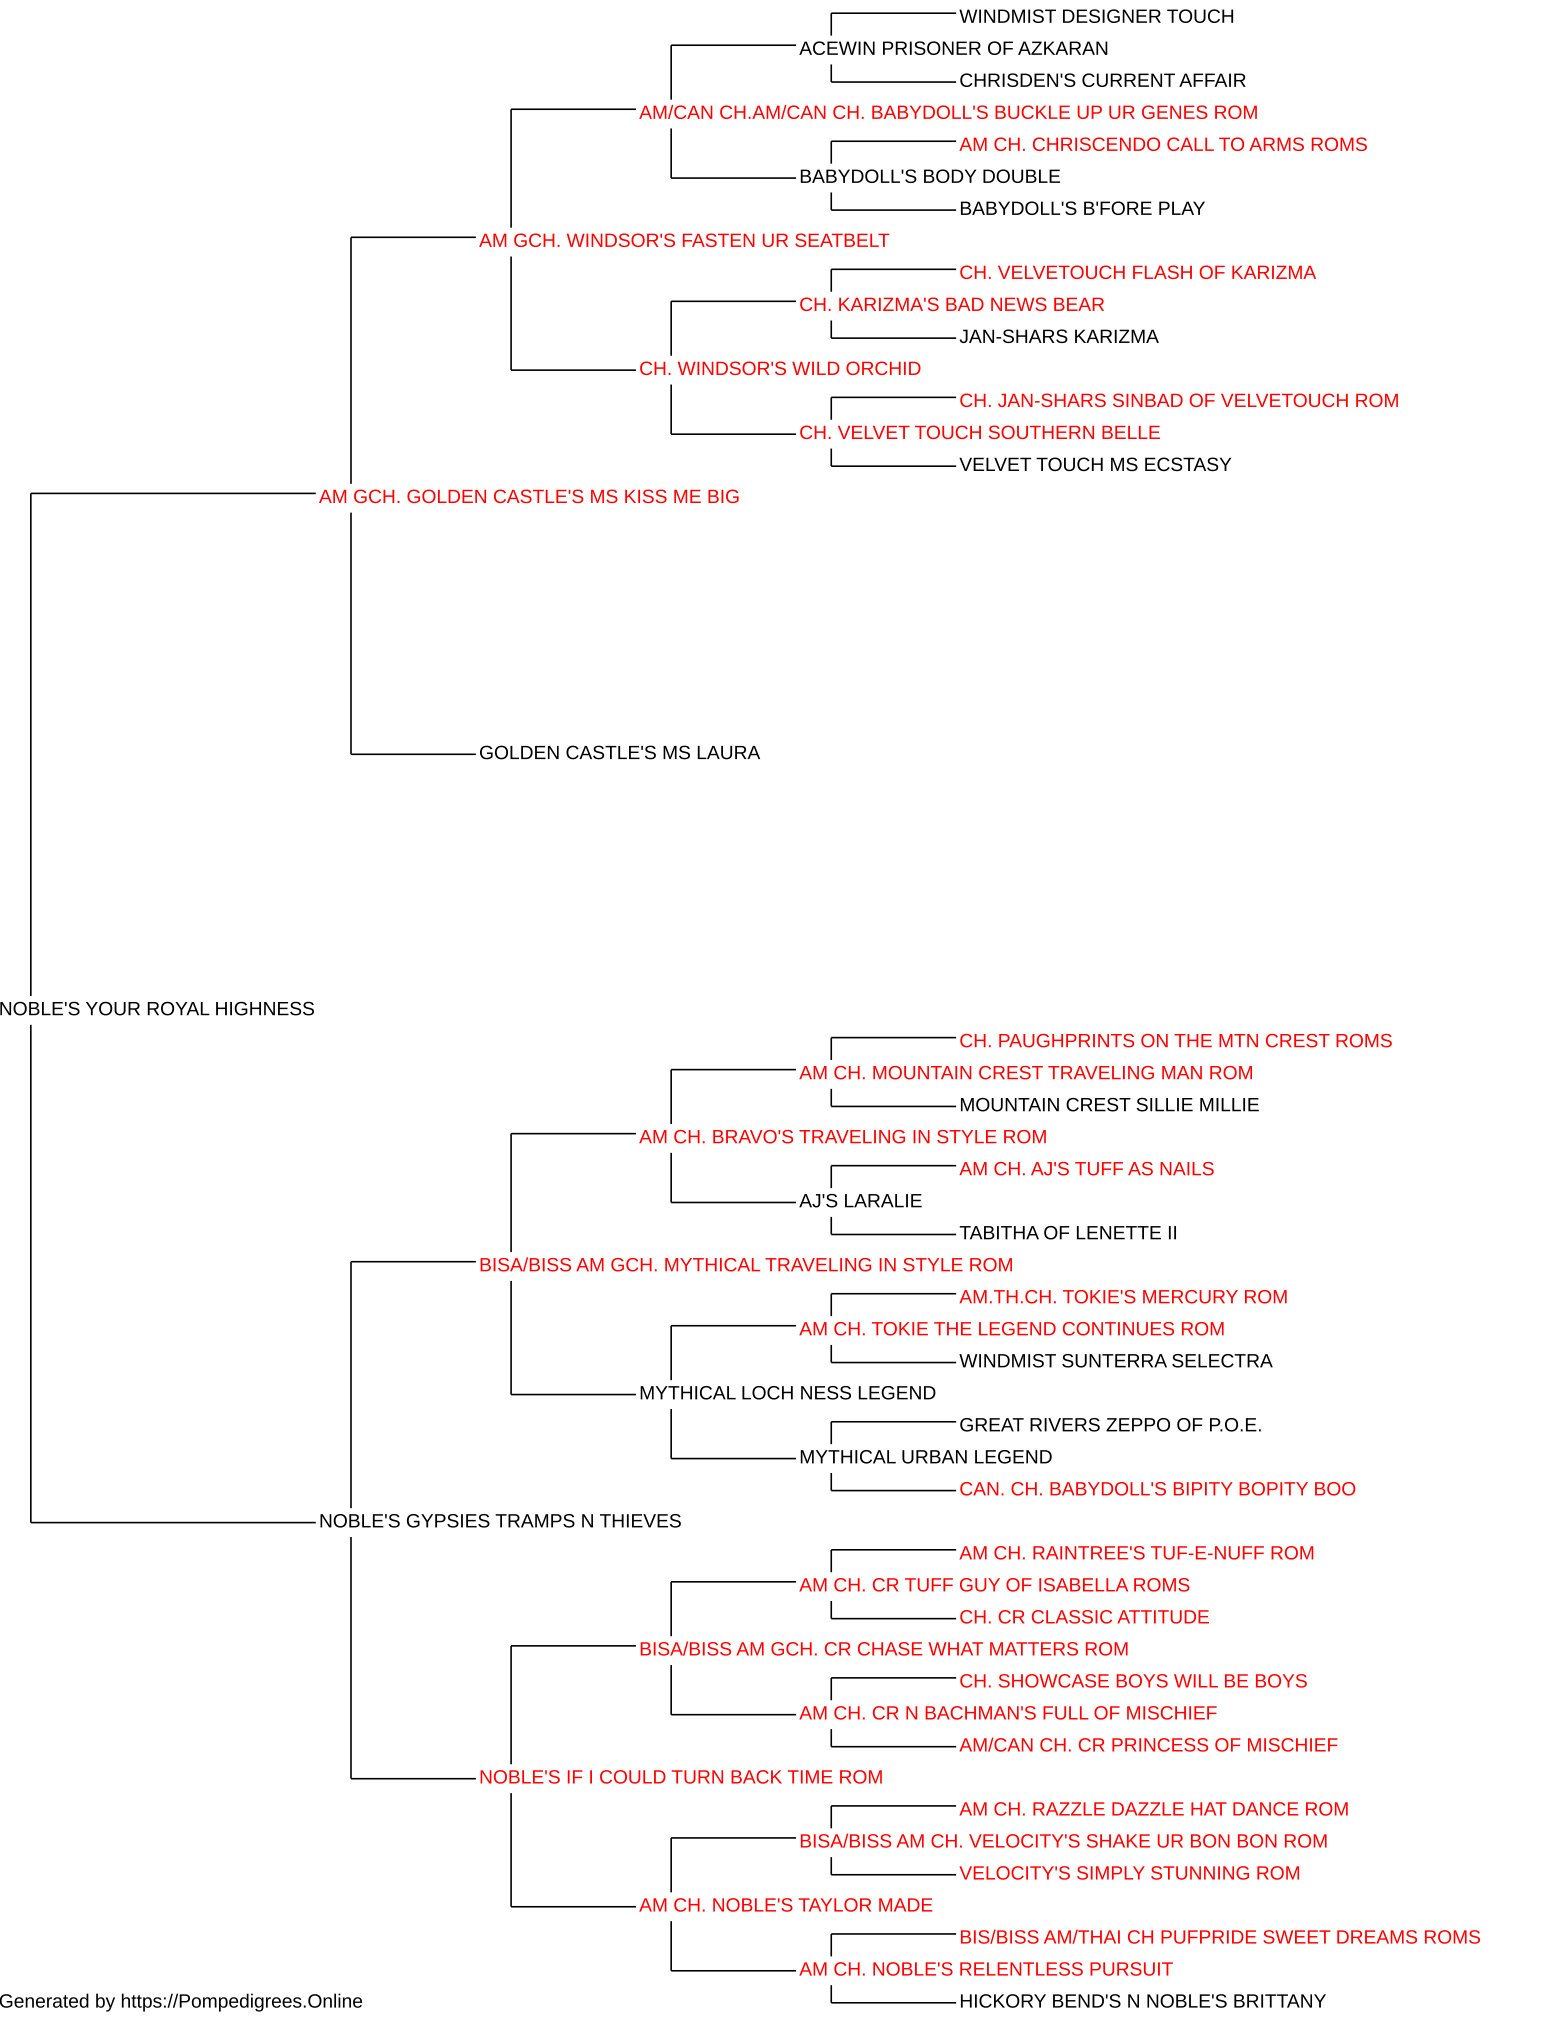 WINDMIST DESIGNER TOUCH
ACEWIN PRISONER OF AZKARAN
CHRISDEN'S CURRENT AFFAIR
AM/CAN CH.AM/CAN CH. BABYDOLL'S BUCKLE UP UR GENES ROM
AM CH. CHRISCENDO CALL TO ARMS ROMS
BABYDOLL'S BODY DOUBLE
BABYDOLL'S B'FORE PLAY
AM GCH. WINDSOR'S FASTEN UR SEATBELT
CH. VELVETOUCH FLASH OF KARIZMA
CH. KARIZMA'S BAD NEWS BEAR
JAN-SHARS KARIZMA
CH. WINDSOR'S WILD ORCHID
CH. JAN-SHARS SINBAD OF VELVETOUCH ROM
CH. VELVET TOUCH SOUTHERN BELLE
VELVET TOUCH MS ECSTASY
AM GCH. GOLDEN CASTLE'S MS KISS ME BIG
GOLDEN CASTLE'S MS LAURA
NOBLE'S YOUR ROYAL HIGHNESS
CH. PAUGHPRINTS ON THE MTN CREST ROMS
AM CH. MOUNTAIN CREST TRAVELING MAN ROM
MOUNTAIN CREST SILLIE MILLIE
AM CH. BRAVO'S TRAVELING IN STYLE ROM
AM CH. AJ'S TUFF AS NAILS
AJ'S LARALIE
TABITHA OF LENETTE II
BISA/BISS AM GCH. MYTHICAL TRAVELING IN STYLE ROM
AM.TH.CH. TOKIE'S MERCURY ROM
AM CH. TOKIE THE LEGEND CONTINUES ROM
WINDMIST SUNTERRA SELECTRA
MYTHICAL LOCH NESS LEGEND
GREAT RIVERS ZEPPO OF P.O.E.
MYTHICAL URBAN LEGEND
CAN. CH. BABYDOLL'S BIPITY BOPITY BOO
NOBLE'S GYPSIES TRAMPS N THIEVES
AM CH. RAINTREE'S TUF-E-NUFF ROM
AM CH. CR TUFF GUY OF ISABELLA ROMS
CH. CR CLASSIC ATTITUDE
BISA/BISS AM GCH. CR CHASE WHAT MATTERS ROM
CH. SHOWCASE BOYS WILL BE BOYS
AM CH. CR N BACHMAN'S FULL OF MISCHIEF
AM/CAN CH. CR PRINCESS OF MISCHIEF
NOBLE'S IF I COULD TURN BACK TIME ROM
AM CH. RAZZLE DAZZLE HAT DANCE ROM
BISA/BISS AM CH. VELOCITY'S SHAKE UR BON BON ROM
VELOCITY'S SIMPLY STUNNING ROM
AM CH. NOBLE'S TAYLOR MADE
BIS/BISS AM/THAI CH PUFPRIDE SWEET DREAMS ROMS
AM CH. NOBLE'S RELENTLESS PURSUIT
HICKORY BEND'S N NOBLE'S BRITTANY
Generated by https://Pompedigrees.Online